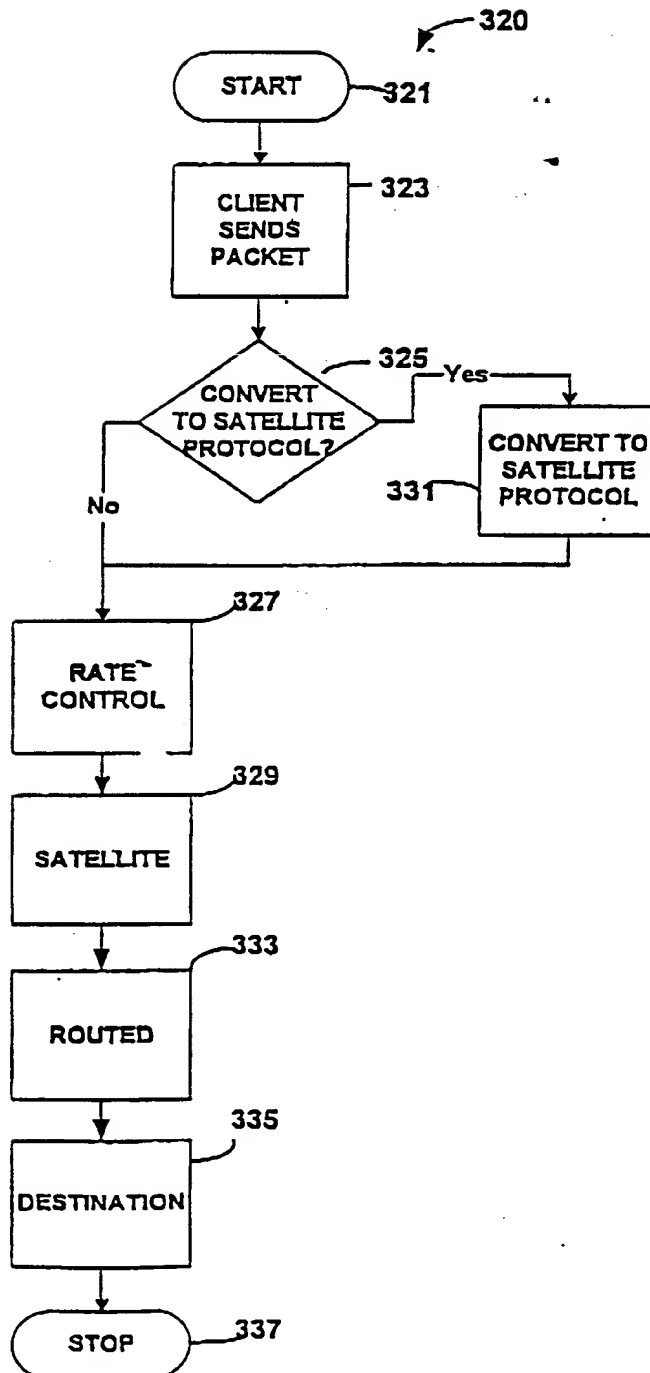 320
START
321
323
CLIENT
SENDS
PACKET
325
CONVERT
TO SATELLITE
PROTOCOL?
Yes
CONVERT TO
SATELLITE
PROTOCOL
331
No
327
RATE
CONTROL
329
SATELLITE
333
ROUTED
335
DESTINATION
STOP
337